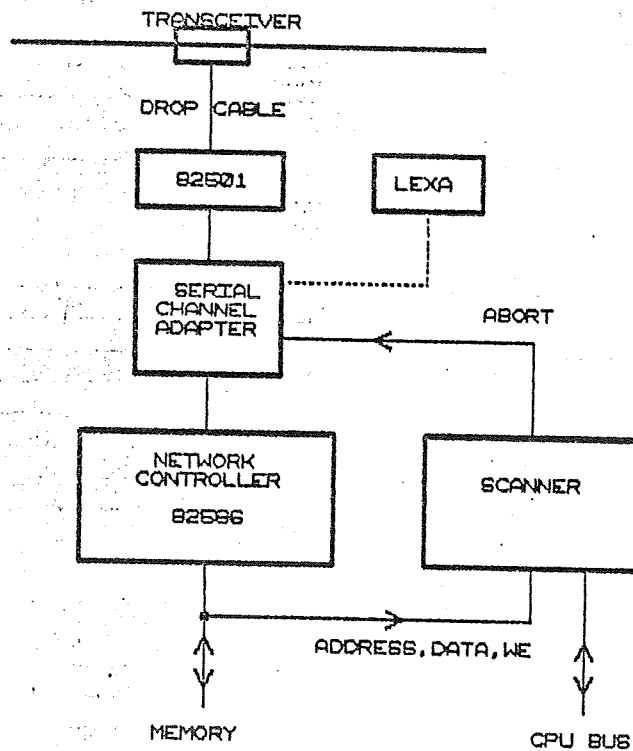 TRANSCEIVER
DROP CABLE
82501
LEXA
SERIAL
CHANNEL
ADAPTER
ABORT
NETWORK
CONTROLLER
82586
SCANNER
ADDRESS, DATA, WE
MEMORY
CPU BUS